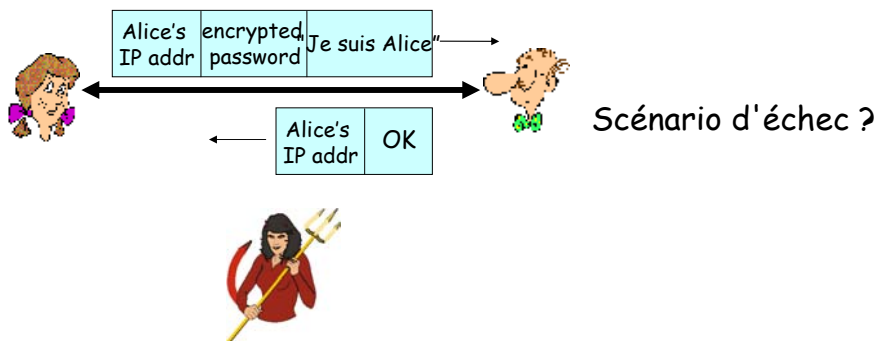 Alice's
IP addr
encrypted
password
"Je suis Alice"
Scénario d'échec ?
Alice's
IP addr
OK